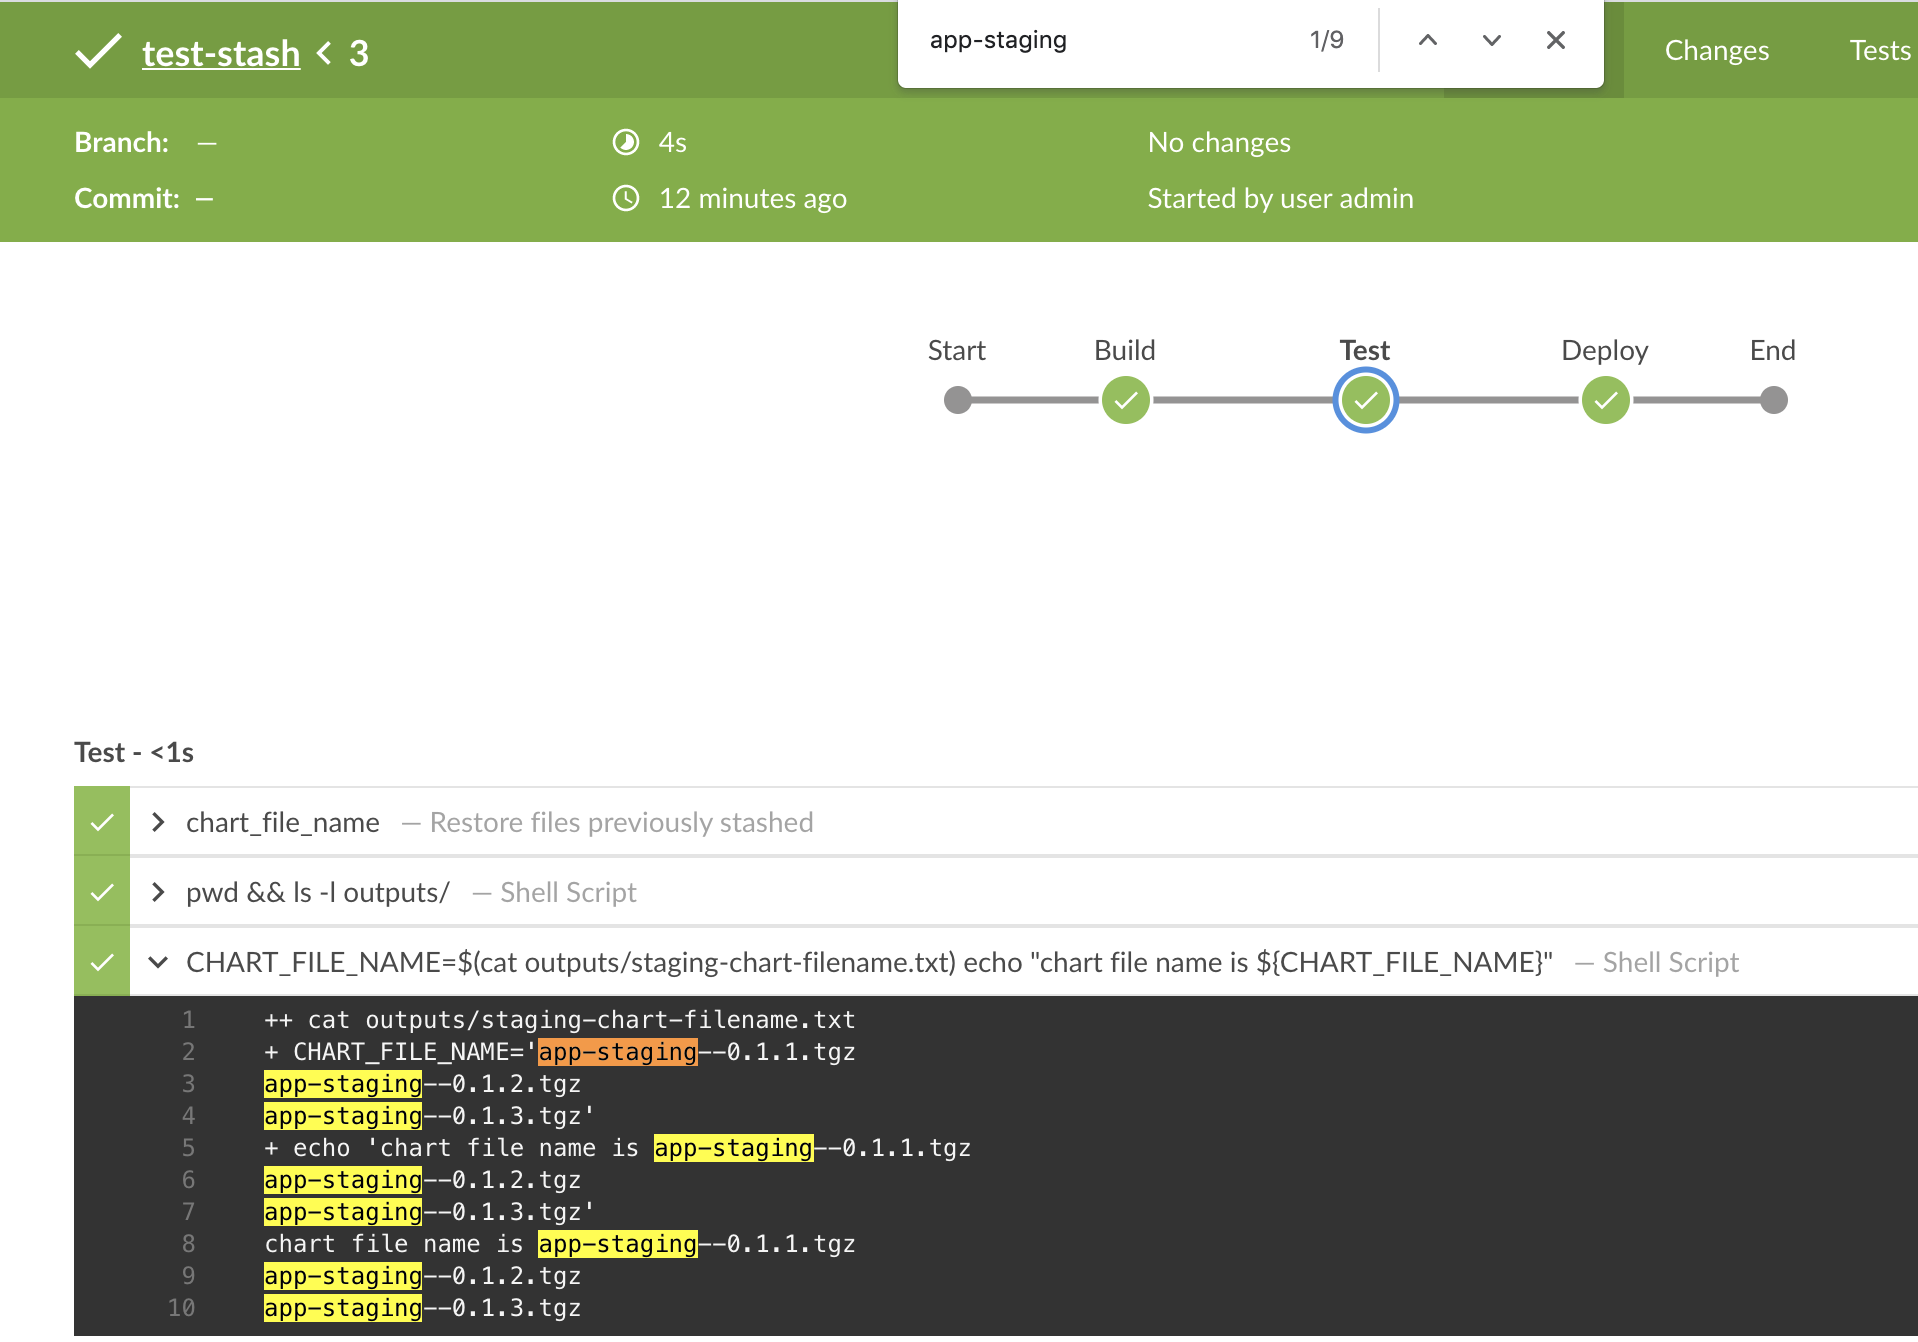 test-stash < 3
app-staging 1/9
Changes Tests
Branch: — 4s No changes
Commit: — 12 minutes ago Started by user admin
Start Build Test Deploy End
Test - <1s
chart_file_name — Restore files previously stashed
pwd && ls -l outputs/ — Shell Script
CHART_FILE_NAME=$(cat outputs/staging-chart-filename.txt) echo "chart file name is ${CHART_FILE_NAME}" — Shell Script
1 ++ cat outputs/staging-chart-filename.txt
2 + CHART_FILE_NAME='app-staging--0.1.1.tgz
3 app-staging--0.1.2.tgz
4 app-staging--0.1.3.tgz'
5 + echo 'chart file name is app-staging--0.1.1.tgz
6 app-staging--0.1.2.tgz
7 app-staging--0.1.3.tgz'
8 chart file name is app-staging--0.1.1.tgz
9 app-staging--0.1.2.tgz
10 app-staging--0.1.3.tgz